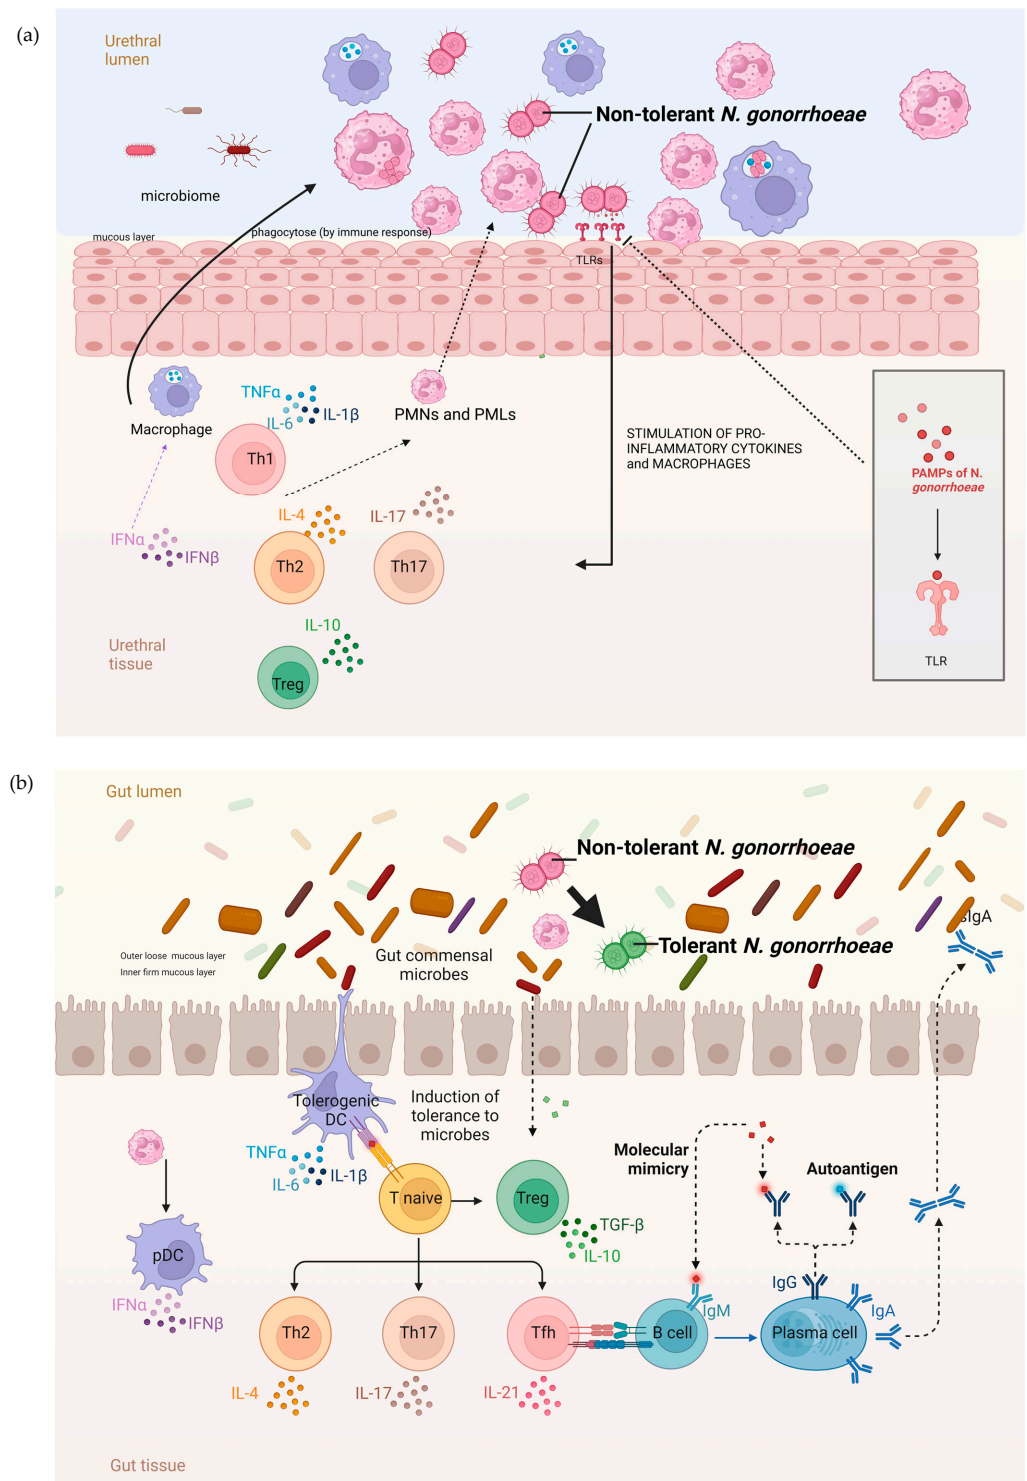 (a)
Urethral
lumen
Non-tolerant N. gonorrhoeae
microbiome
mucous layer
phagocytose (by immune response)
TLRs
TNFα
IL-6
IL-1β
Macrophage
Th1
PMNs and PMLs
STIMULATION OF PRO-
INFLAMMATORY CYTOKINES
and MACROPHAGES
PAMPs of N.
gonorrhoeae
TLR
IFNα
IFNβ
IL-4
IL-17
Th2
Th17
IL-10
Treg
Urethral
tissue
(b)
Gut lumen
Non-tolerant N. gonorrhoeae
Tolerant N. gonorrhoeae
sIgA
Outer loose mucous layer
Inner firm mucous layer
Gut commensal
microbes
Tolerogenic
DC
Induction of
tolerance to
microbes
TNFα
IL-6
IL-1β
T naive
Treg
TGF-β
IL-10
Molecular
mimicry
Autoantigen
pDC
IFNα
IFNβ
IgG
IgM
IgA
Th2
Th17
Tfh
B cell
Plasma cell
IL-4
IL-17
IL-21
Gut tissue